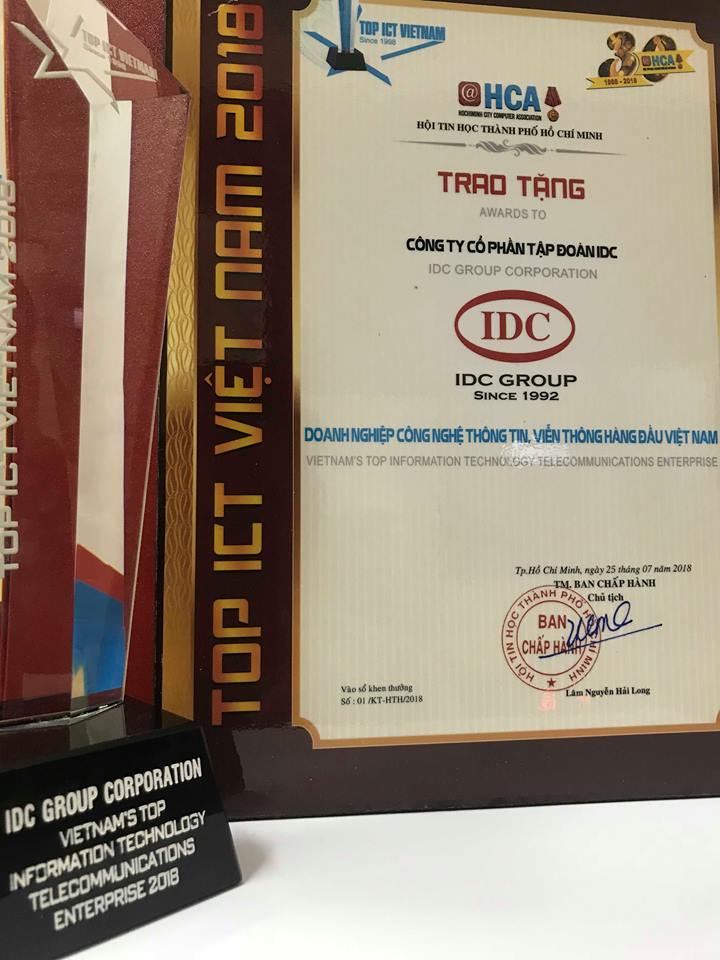 TOP ICT VIETNAM
TOP ICT VIETNAM 2018
IDC GROUP CORPORATION
VIETNAM'S TOP
INFORMATION TECHNOLOGY
TELECOMMUNICATIONS
ENTERPRISE 2018
TOP ICT VIỆT NAM 2018
TOP ICT VIETNAM
Since 1998
30 HCA
1988 - 2018
@HCA
HOCHIMINH CITY COMPUTER ASSOCIATION
HỘI TIN HỌC THÀNH PHỐ HỒ CHÍ MINH
TRAO TẶNG
AWARDS TO
CÔNG TY CỔ PHẦN TẬP ĐOÀN IDC
IDC GROUP CORPORATION
IDC
IDC GROUP
SINCE 1992
DOANH NGHIỆP CÔNG NGHỆ THÔNG TIN, VIỄN THÔNG HÀNG ĐẦU VIỆT NAM
VIETNAM'S TOP INFORMATION TECHNOLOGY TELECOMMUNICATIONS ENTERPRISE
Tp.Hồ Chí Minh, ngày 25 tháng 07 năm 2018
TM. BAN CHẤP HÀNH
Chủ tịch
HỘI TIN HỌC THÀNH PHỐ HỒ CHÍ MINH
BAN
CHẤP HÀNH
Lâm Nguyễn Hải Long
Vào sổ khen thưởng
Số : 01 /KT-HTH/2018